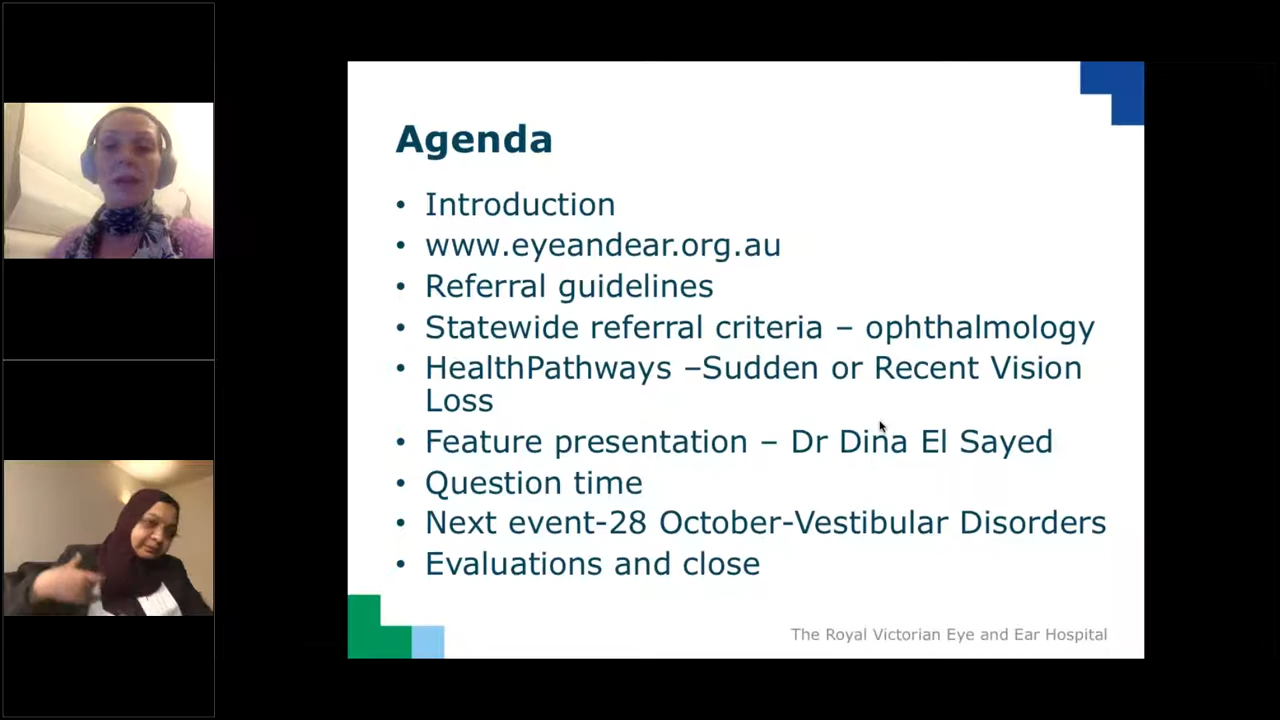 Agenda
• Introduction
• www.eyeandear.org.au
• Referral guidelines
• Statewide referral criteria – ophthalmology
• HealthPathways –Sudden or Recent Vision
Loss
• Feature presentation – Dr Dina El Sayed
• Question time
• Next event-28 October-Vestibular Disorders
• Evaluations and close
The Royal Victorian Eye and Ear Hospital